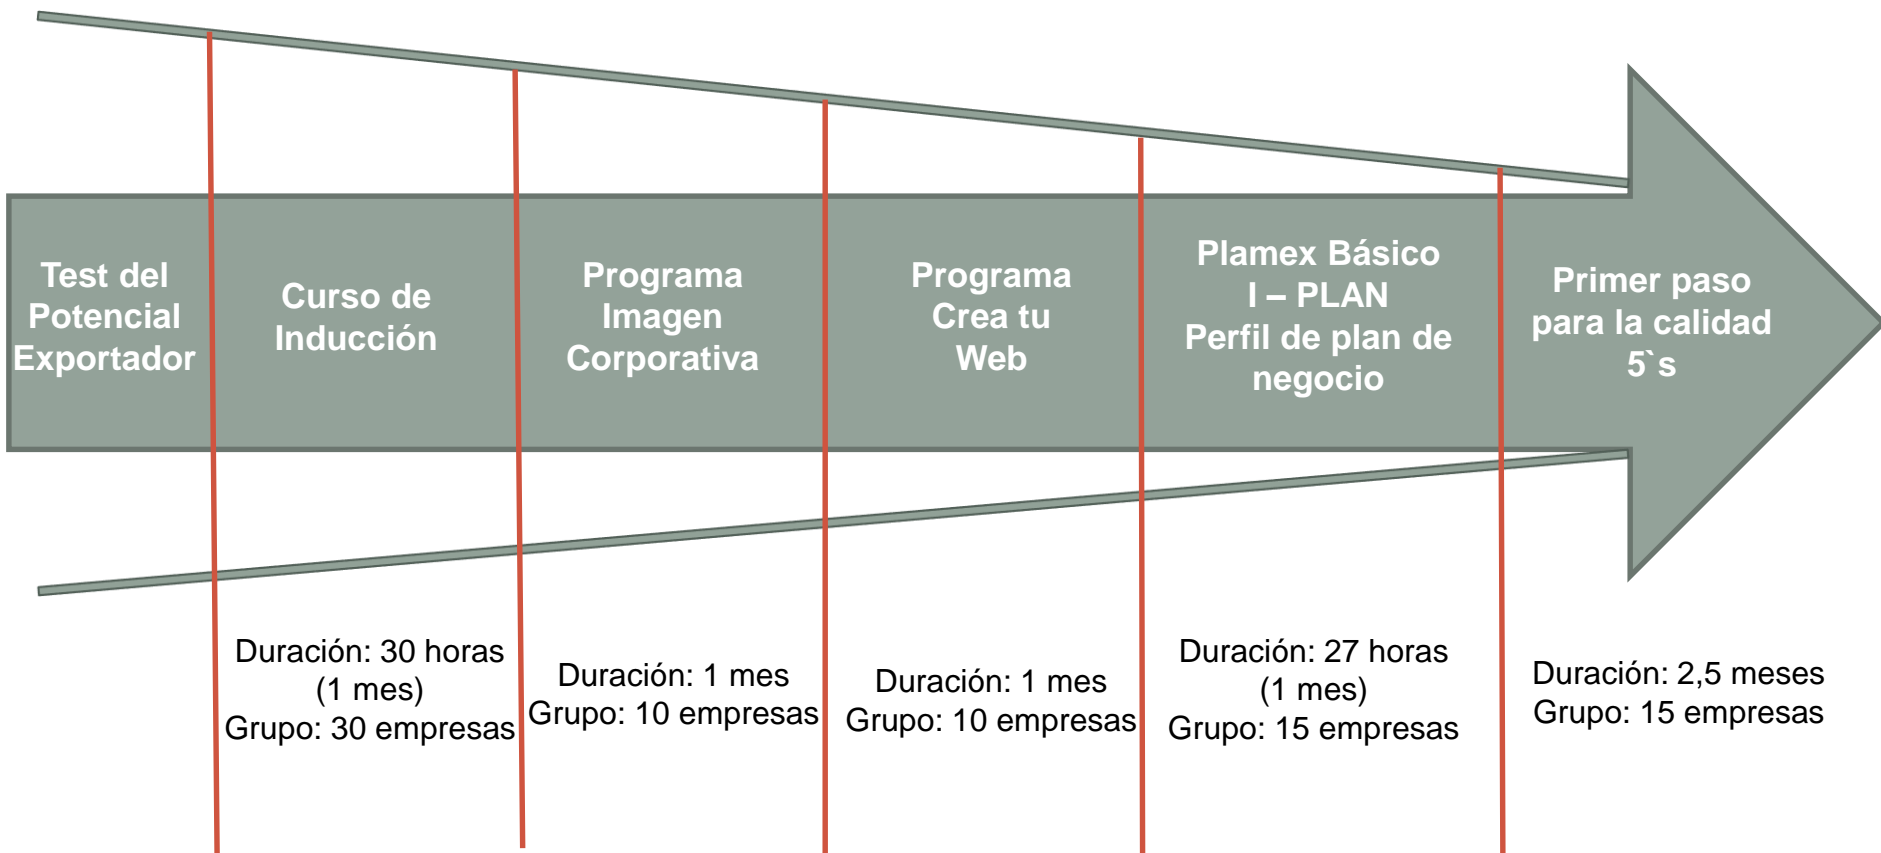 Test del
Potencial
Exportador
Curso de
Inducción
Programa
Imagen
Corporativa
Programa
Crea tu
Web
Plamex Básico
I – PLAN
Perfil de plan de
negocio
Primer paso
para la calidad
5`s
Duración: 30 horas
(1 mes)
Grupo: 30 empresas
Duración: 1 mes
Grupo: 10 empresas
Duración: 1 mes
Grupo: 10 empresas
Duración: 27 horas
(1 mes)
Grupo: 15 empresas
Duración: 2,5 meses
Grupo: 15 empresas